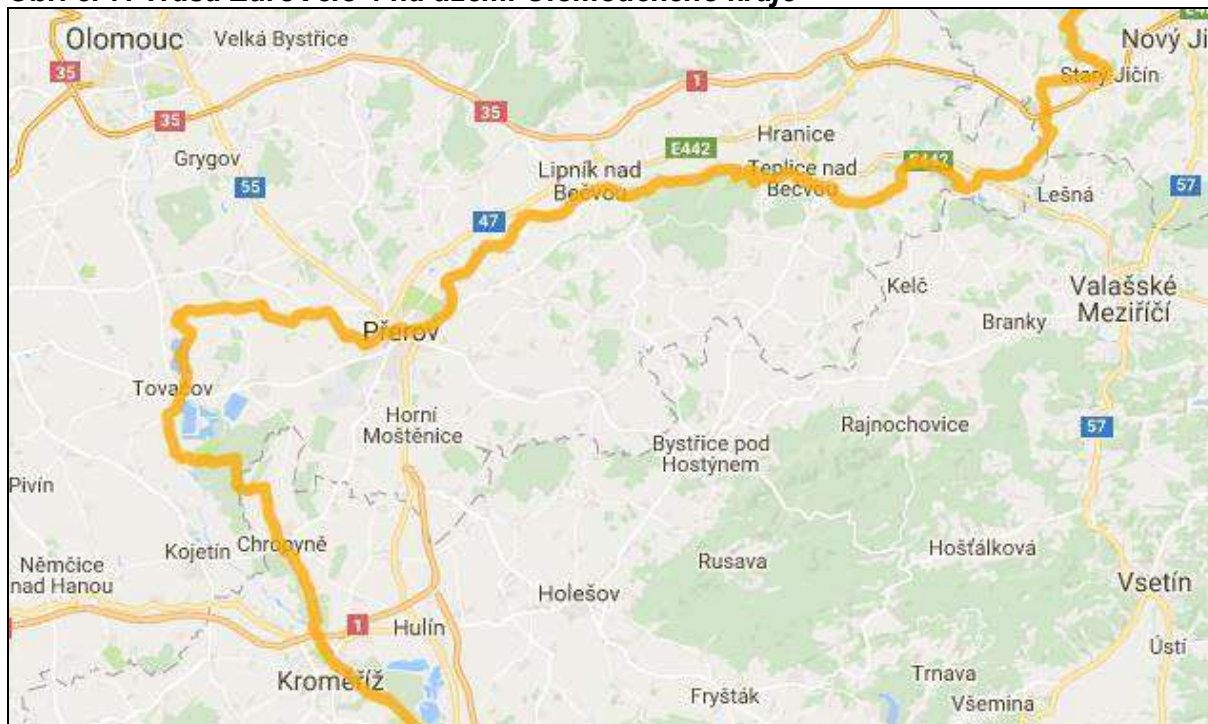 Olomouc
Velká Bystřice
Nový Ji
35
1
Starý Jičín
35
35
Hranice
E442
Grygov
Lipník nad
Bečvou
Teplice nad
Bečvou
E442
55
57
Lešná
47
Kelč
Valašské
Meziříčí
Branky
Přerov
Tovačov
Horní
Moštěnice
Rajnochovice
57
Bystřice pod
Hostýnem
Pivín
Kojetín
Chropyně
Rusava
Hošťálková
Němčice
nad Hanou
Holešov
Vsetín
1
Hulín
Ústí
Kroměříž
Trnava
Fryšták
Všemina